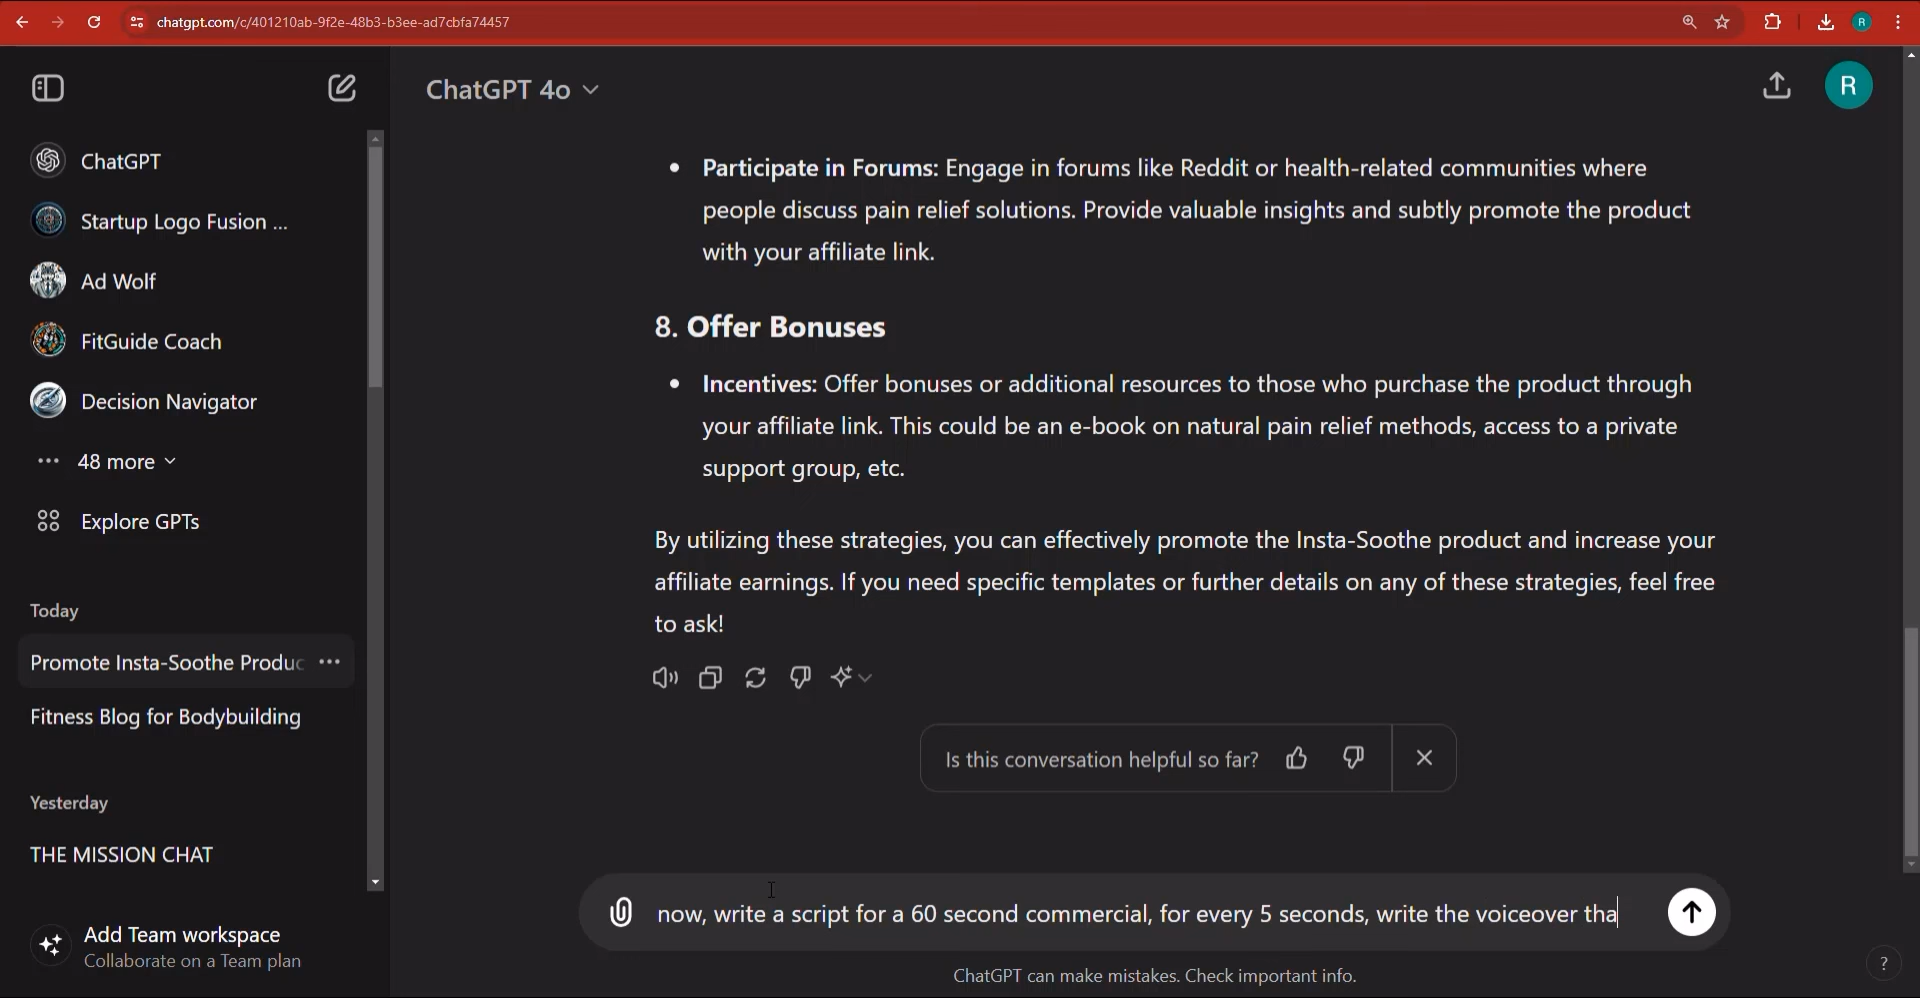 chatgpt.com/c/401210ab-9f2e-48b3-b3ee-ad7cbfa74457
R
ChatGPT 4o
R
ChatGPT
Startup Logo Fusion ...
Ad Wolf
FitGuide Coach
Decision Navigator
48 more
Explore GPTs
Today
Promote Insta-Soothe Produc
Fitness Blog for Bodybuilding
Yesterday
THE MISSION CHAT
Add Team workspace
Collaborate on a Team plan
• Participate in Forums: Engage in forums like Reddit or health-related communities where
people discuss pain relief solutions. Provide valuable insights and subtly promote the product
with your affiliate link.
8. Offer Bonuses
• Incentives: Offer bonuses or additional resources to those who purchase the product through
your affiliate link. This could be an e-book on natural pain relief methods, access to a private
support group, etc.
By utilizing these strategies, you can effectively promote the Insta-Soothe product and increase your
affiliate earnings. If you need specific templates or further details on any of these strategies, feel free
to ask!
Is this conversation helpful so far?
now, write a script for a 60 second commercial, for every 5 seconds, write the voiceover tha
ChatGPT can make mistakes. Check important info.
?